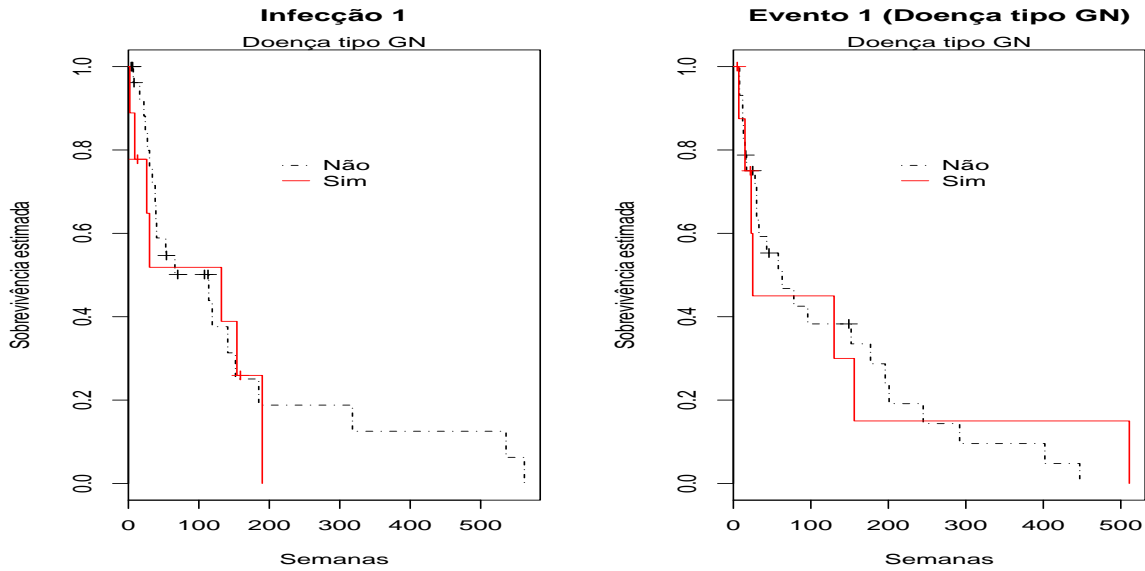 Infecção 1
Doença tipo GN
Sobrevivência estimada
1.0
0.8
0.6
0.4
0.2
0.0
Não
Sim
0 100 200 300 400 500
Semanas
Evento 1 (Doença tipo GN)
Doença tipo GN
Sobrevivência estimada
1.0
0.8
0.6
0.4
0.2
0.0
Não
Sim
0 100 200 300 400 500
Semanas